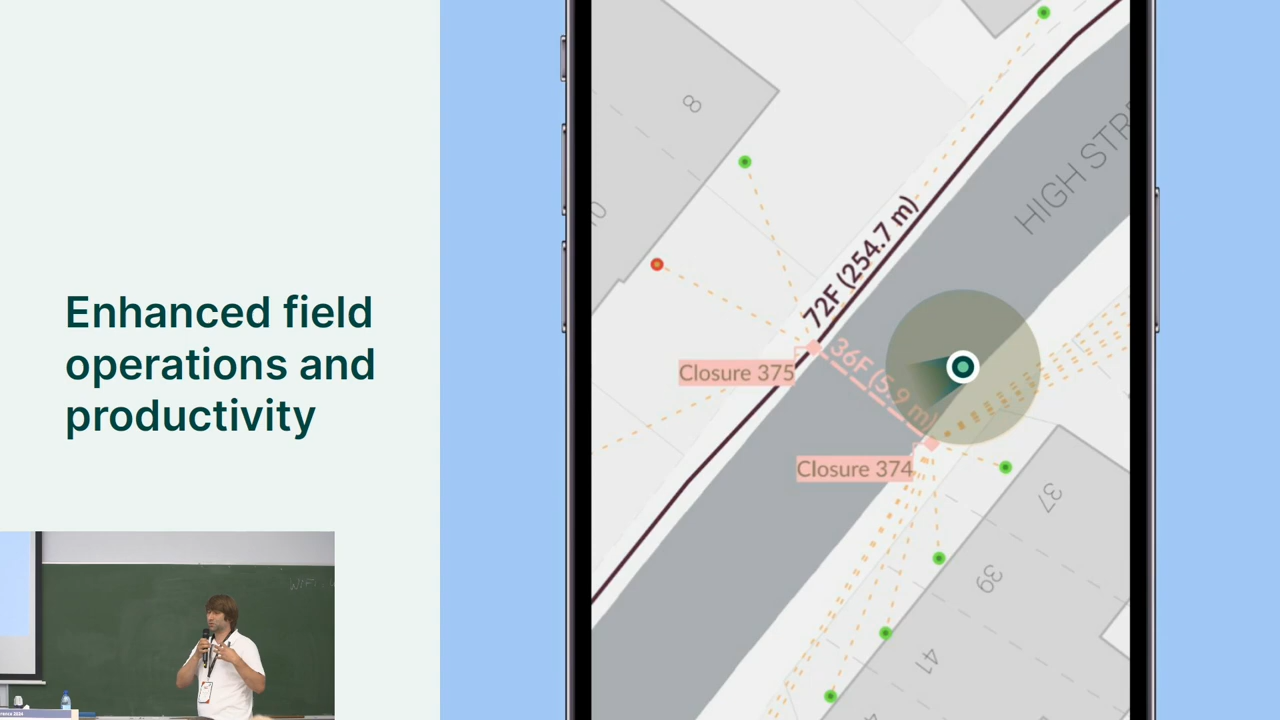 Enhanced field
operations and
productivity
8
72F (254.7 m)
HIGH STR
36F (5.9 m)
Closure 375
Closure 374
37
39
41